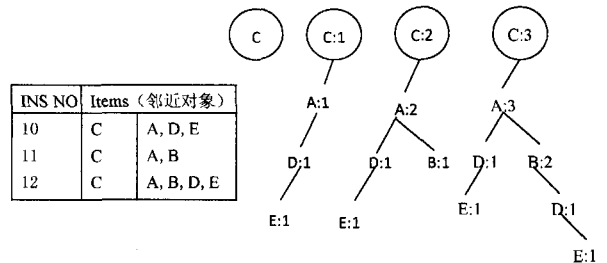 C C:1 C:2 C:3
A:1 A:2 A:3
D:1 D:1 B:1 D:1 B:2
E:1 E:1 E:1 D:1
E:1
INS NO Items（邻近对象）
10 C A, D, E
11 C A, B
12 C A, B, D, E